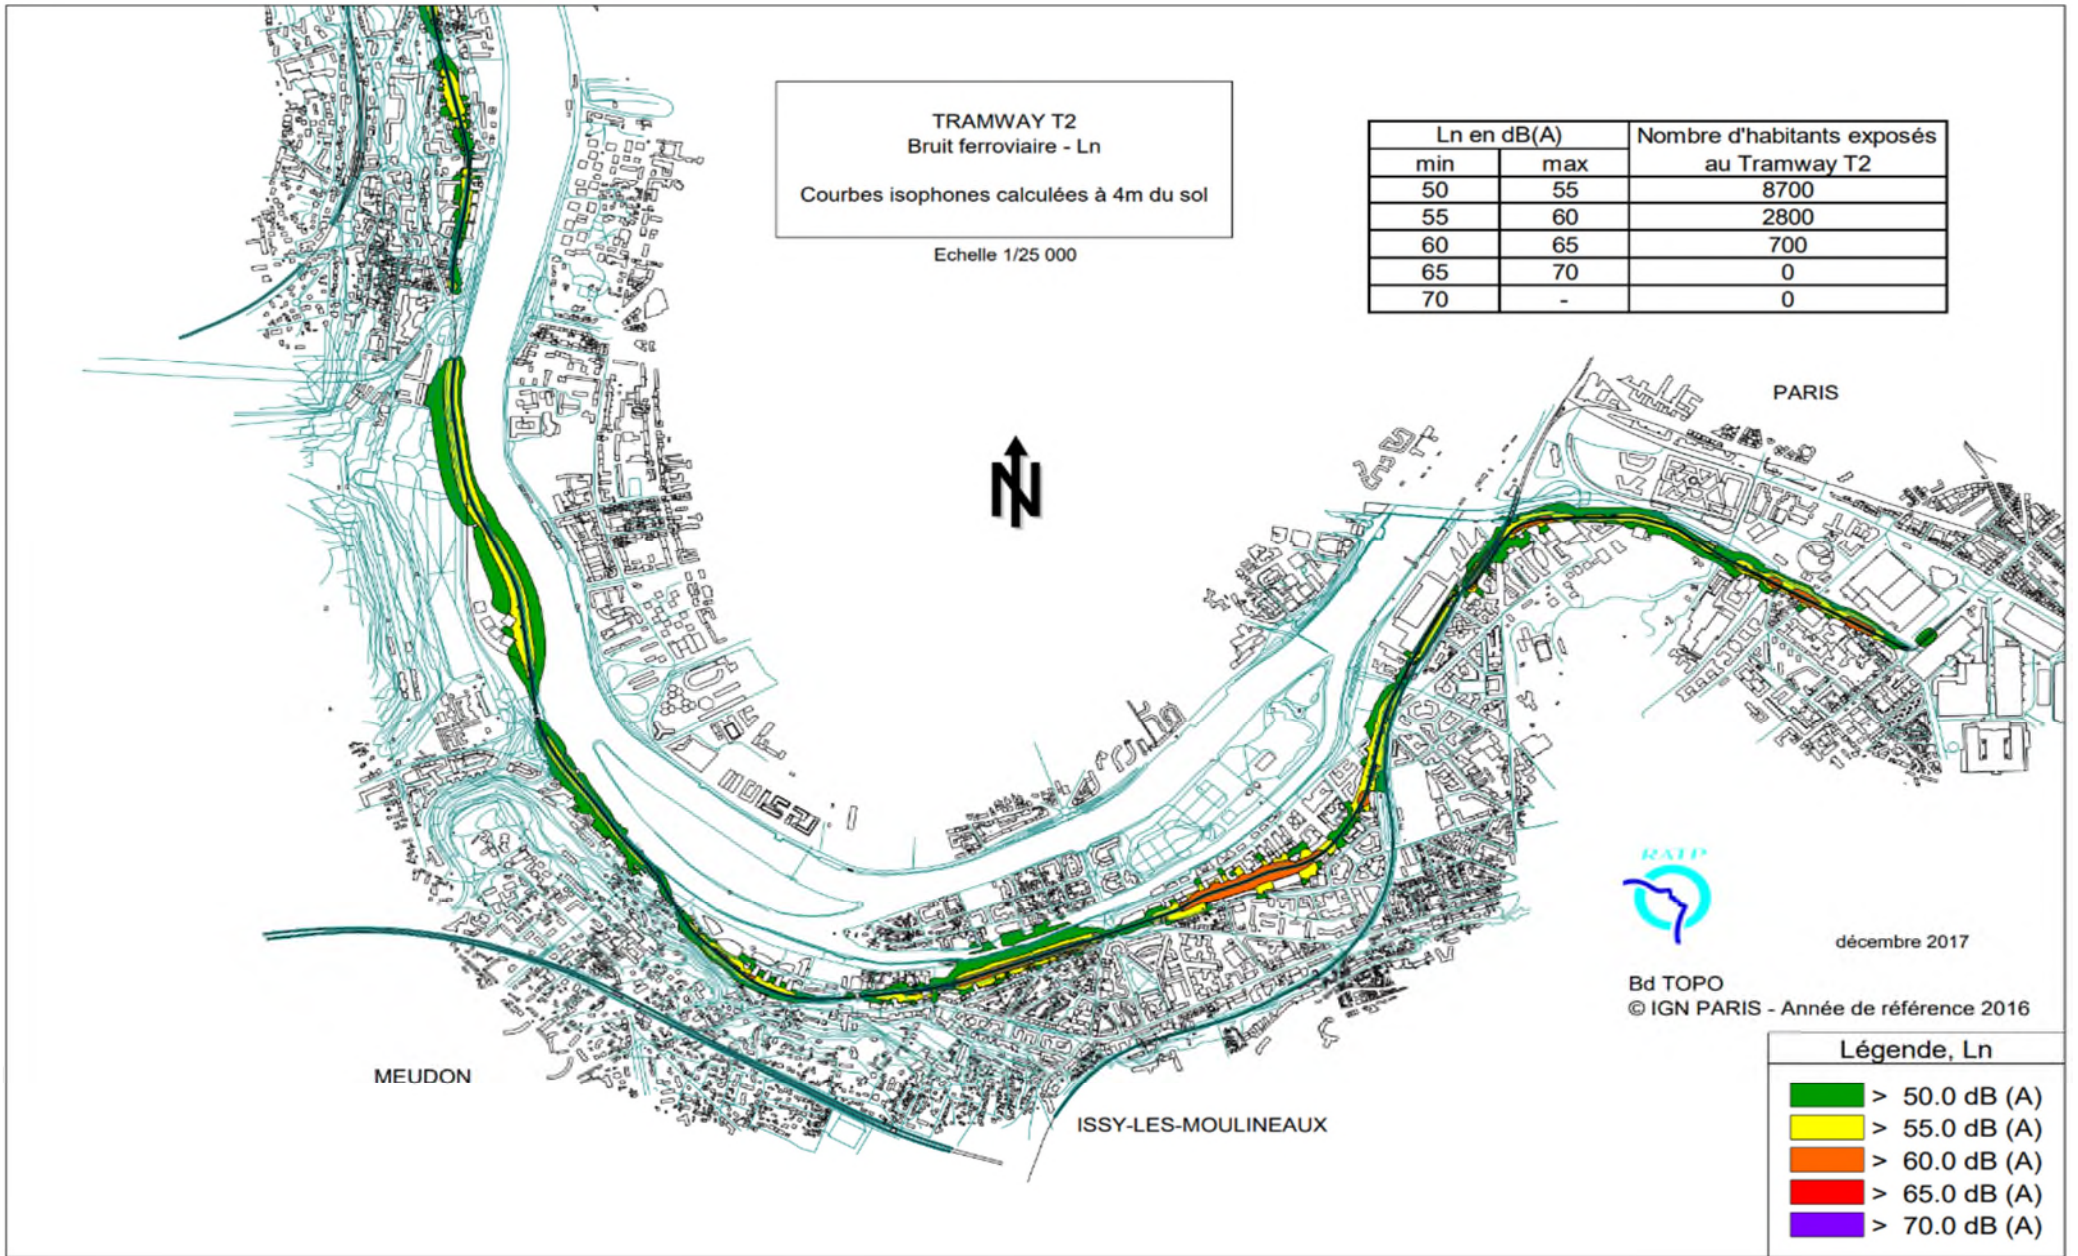 TRAMWAY T2
Bruit ferroviaire - Ln
Courbes isophones calculées à 4m du sol
Echelle 1/25 000
Ln en dB(A) Nombre d'habitants exposés
min max au Tramway T2
50 55 8700
55 60 2800
60 65 700
65 70 0
70 - 0
PARIS
N
RATP
décembre 2017
Bd TOPO
© IGN PARIS - Année de référence 2016
MEUDON
ISSY-LES-MOULINEAUX
Légende, Ln
> 50.0 dB (A)
> 55.0 dB (A)
> 60.0 dB (A)
> 65.0 dB (A)
> 70.0 dB (A)